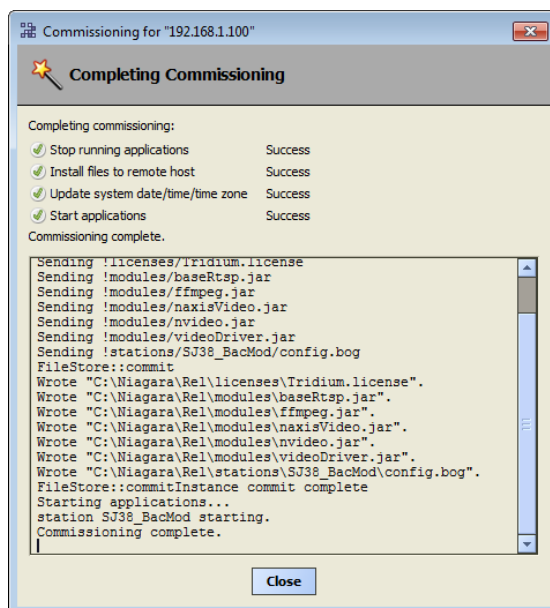 Commissioning for "192.168.1.100"
Completing Commissioning
Completing commissioning:
Stop running applications Success
Install files to remote host Success
Update system date/time/time zone Success
Start applications Success
Commissioning complete.
Sending !licenses/Tridium.license
Sending !modules/baseRtsp.jar
Sending !modules/ffmpeg.jar
Sending !modules/naxisVideo.jar
Sending !modules/nvideo.jar
Sending !modules/videoDriver.jar
Sending !stations/SJ38_BacMod/config.bog
FileStore::commit
Wrote "C:\Niagara\Rel\licenses\Tridium.license".
Wrote "C:\Niagara\Rel\modules\baseRtsp.jar".
Wrote "C:\Niagara\Rel\modules\ffmpeg.jar".
Wrote "C:\Niagara\Rel\modules\naxisVideo.jar".
Wrote "C:\Niagara\Rel\modules\nvideo.jar".
Wrote "C:\Niagara\Rel\modules\videoDriver.jar".
Wrote "C:\Niagara\Rel\stations\SJ38_BacMod\config.bog".
FileStore::commitInstance commit complete
Starting applications...
station SJ38_BacMod starting.
Commissioning complete.
Close